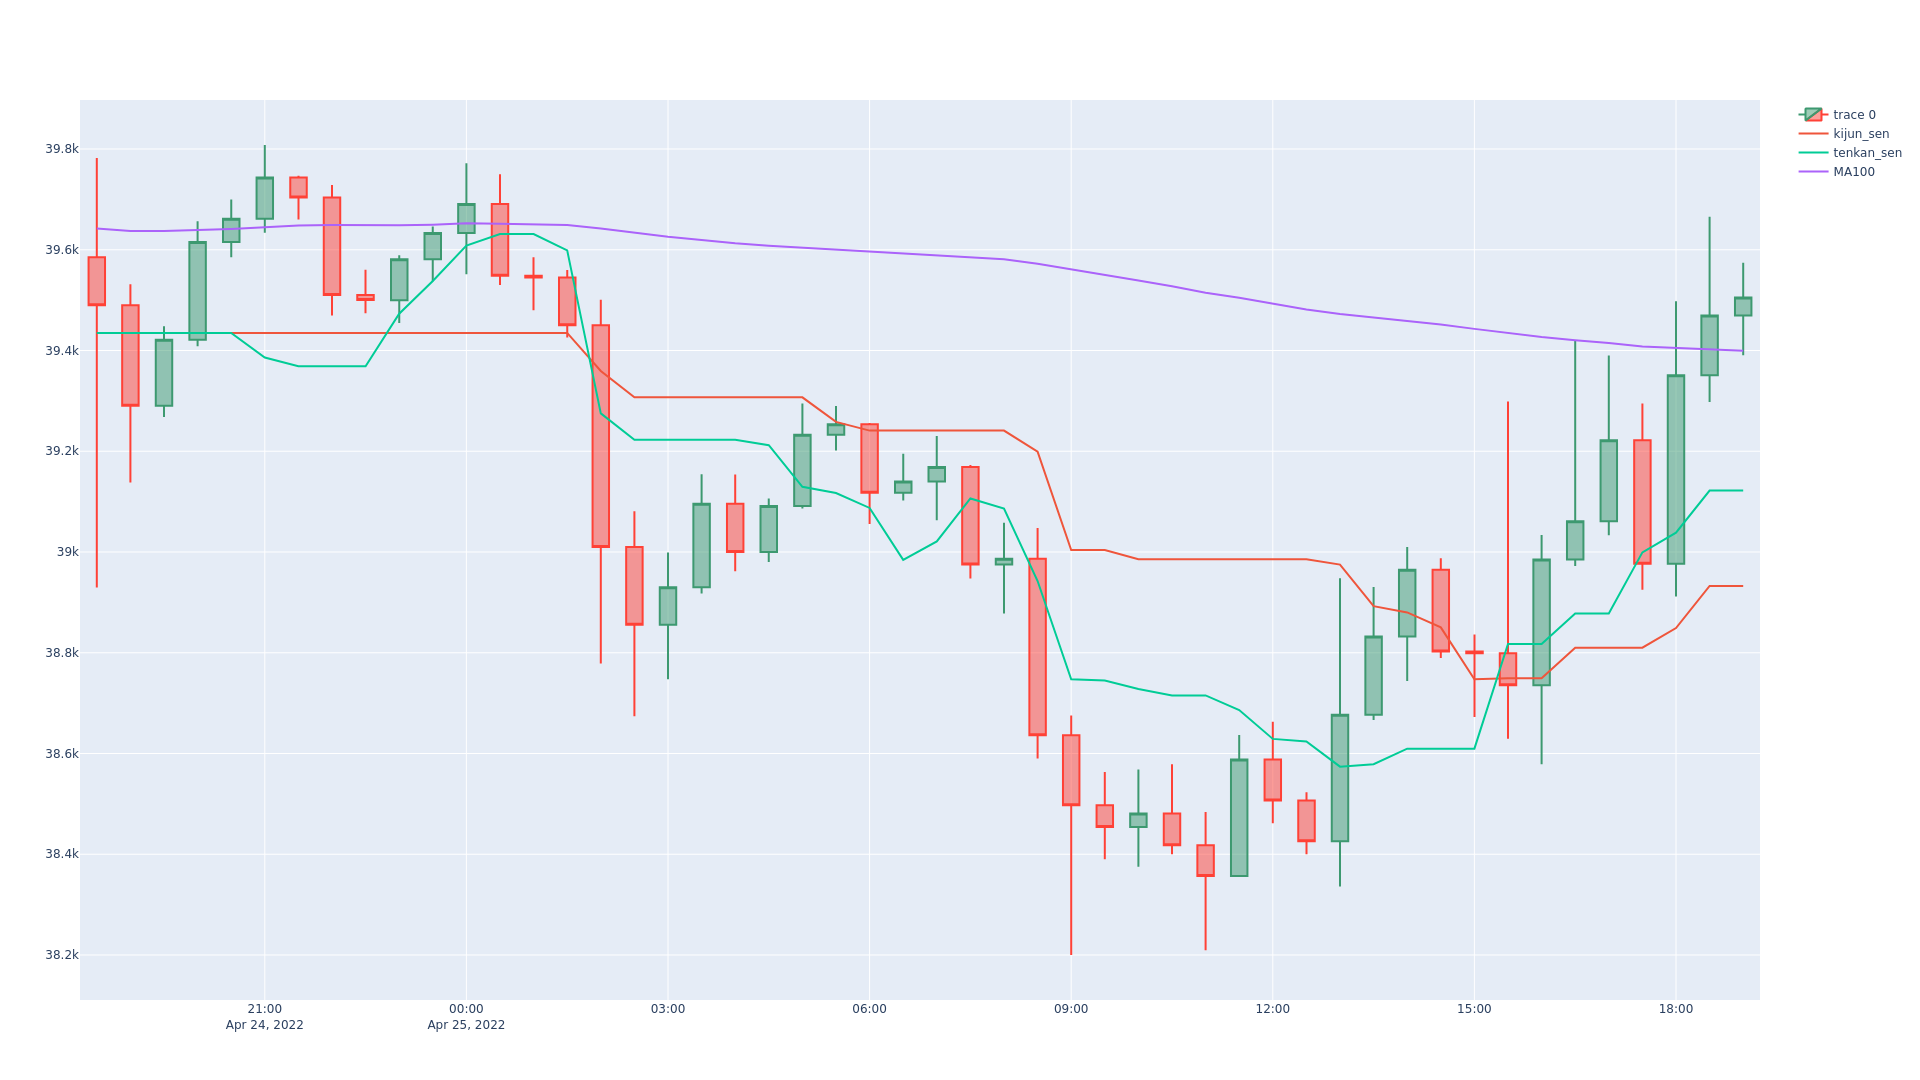 trace 0
kijun_sen
tenkan_sen
MA100
39.8k
39.6k
39.4k
39.2k
39k
38.8k
38.6k
38.4k
38.2k
21:00 00:00 03:00 06:00 09:00 12:00 15:00 18:00
Apr 24, 2022 Apr 25, 2022